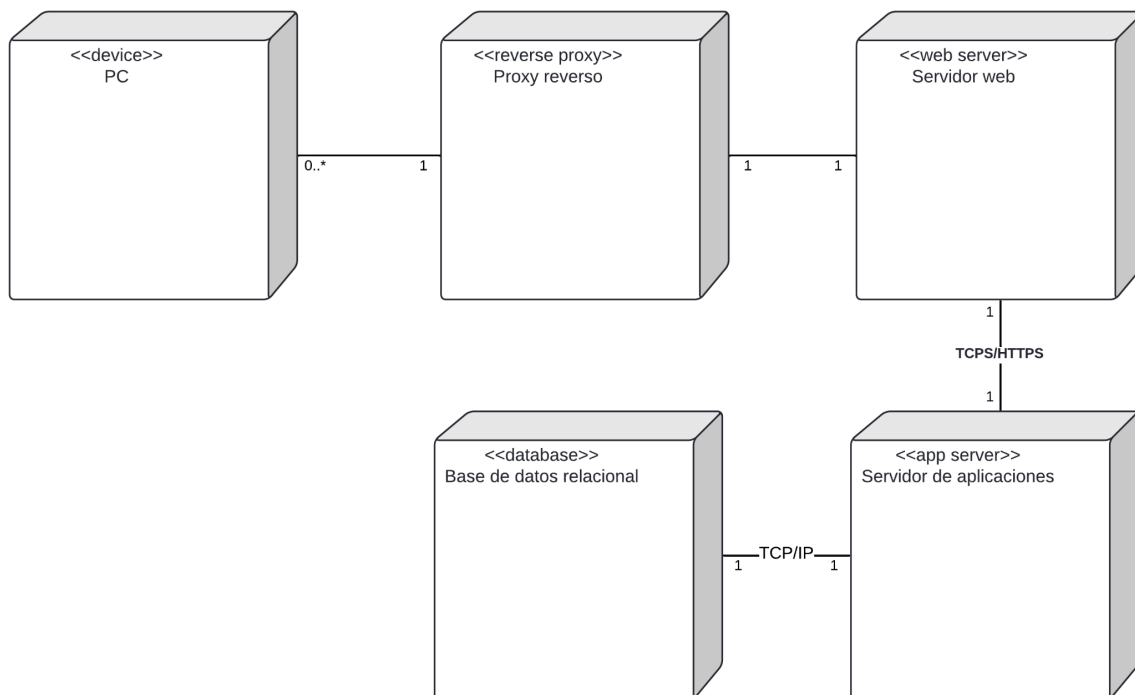 <<device>>
PC
<<reverse proxy>>
Proxy reverso
<<web server>>
Servidor web
0..*
1
1
1
1
TCPS/HTTPS
1
<<database>>
Base de datos relacional
<<app server>>
Servidor de aplicaciones
1
TCP/IP
1